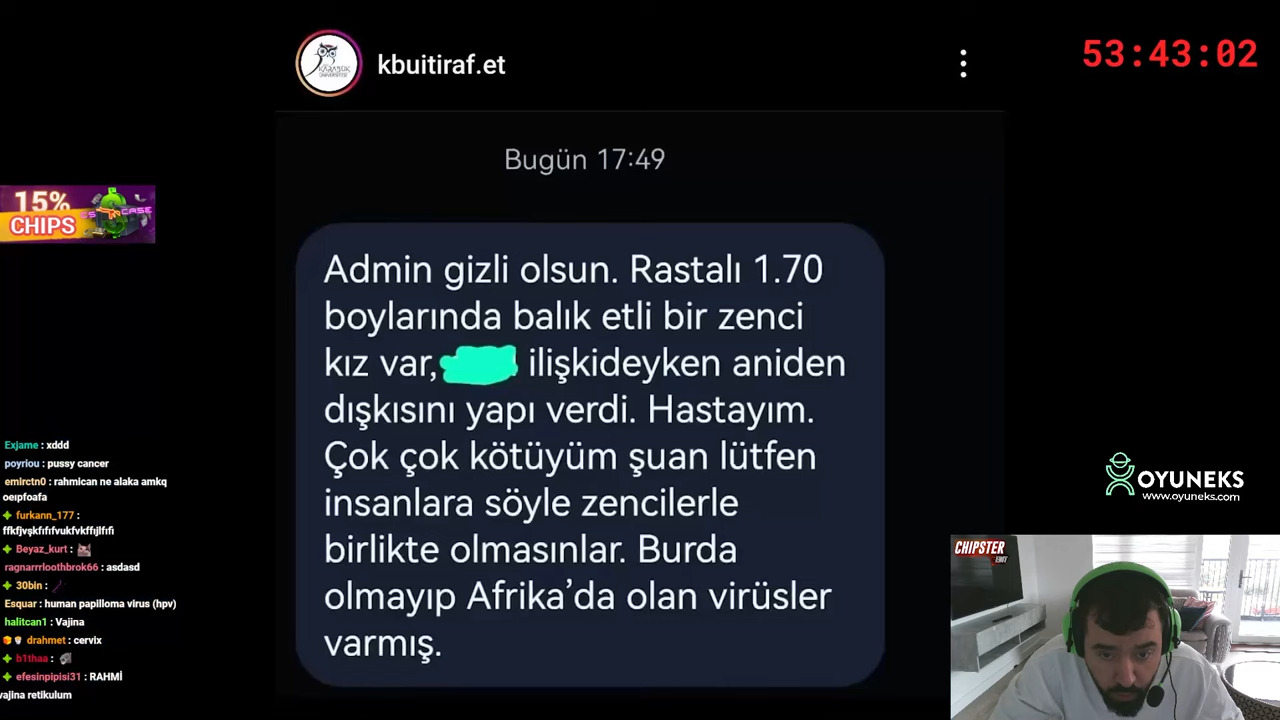 kbuitiraf.et
53:43:02
Bugün 17:49
15%
CHIPS
CASE
Admin gizli olsun. Rastalı 1.70
boylarında balık etli bir zenci
kız var, ilişkideyken aniden
dışkısını yapı verdi. Hastayım.
Çok çok kötüyüm şuan lütfen
insanlara söyle zencilerle
birlikte olmasınlar. Burda
olmayıp Afrika’da olan virüsler
varmış.
Exjame : xddd
poyriou : pussy cancer
emirctn0 : rahmican ne alaka amkq
oeıpfoafa
furkann_177 :
Beyaz_kurt :
ragnarrrloothbrok66 : asdasd
30bin :
Esquar : human papilloma virus (hpv)
halitcan1 : Vajina
drahmet : cervix
b1thaa :
efesinpipisi31 : RAHMİ
vajina retikulum
OYUNEKS
www.oyuneks.com
CHIPSTER